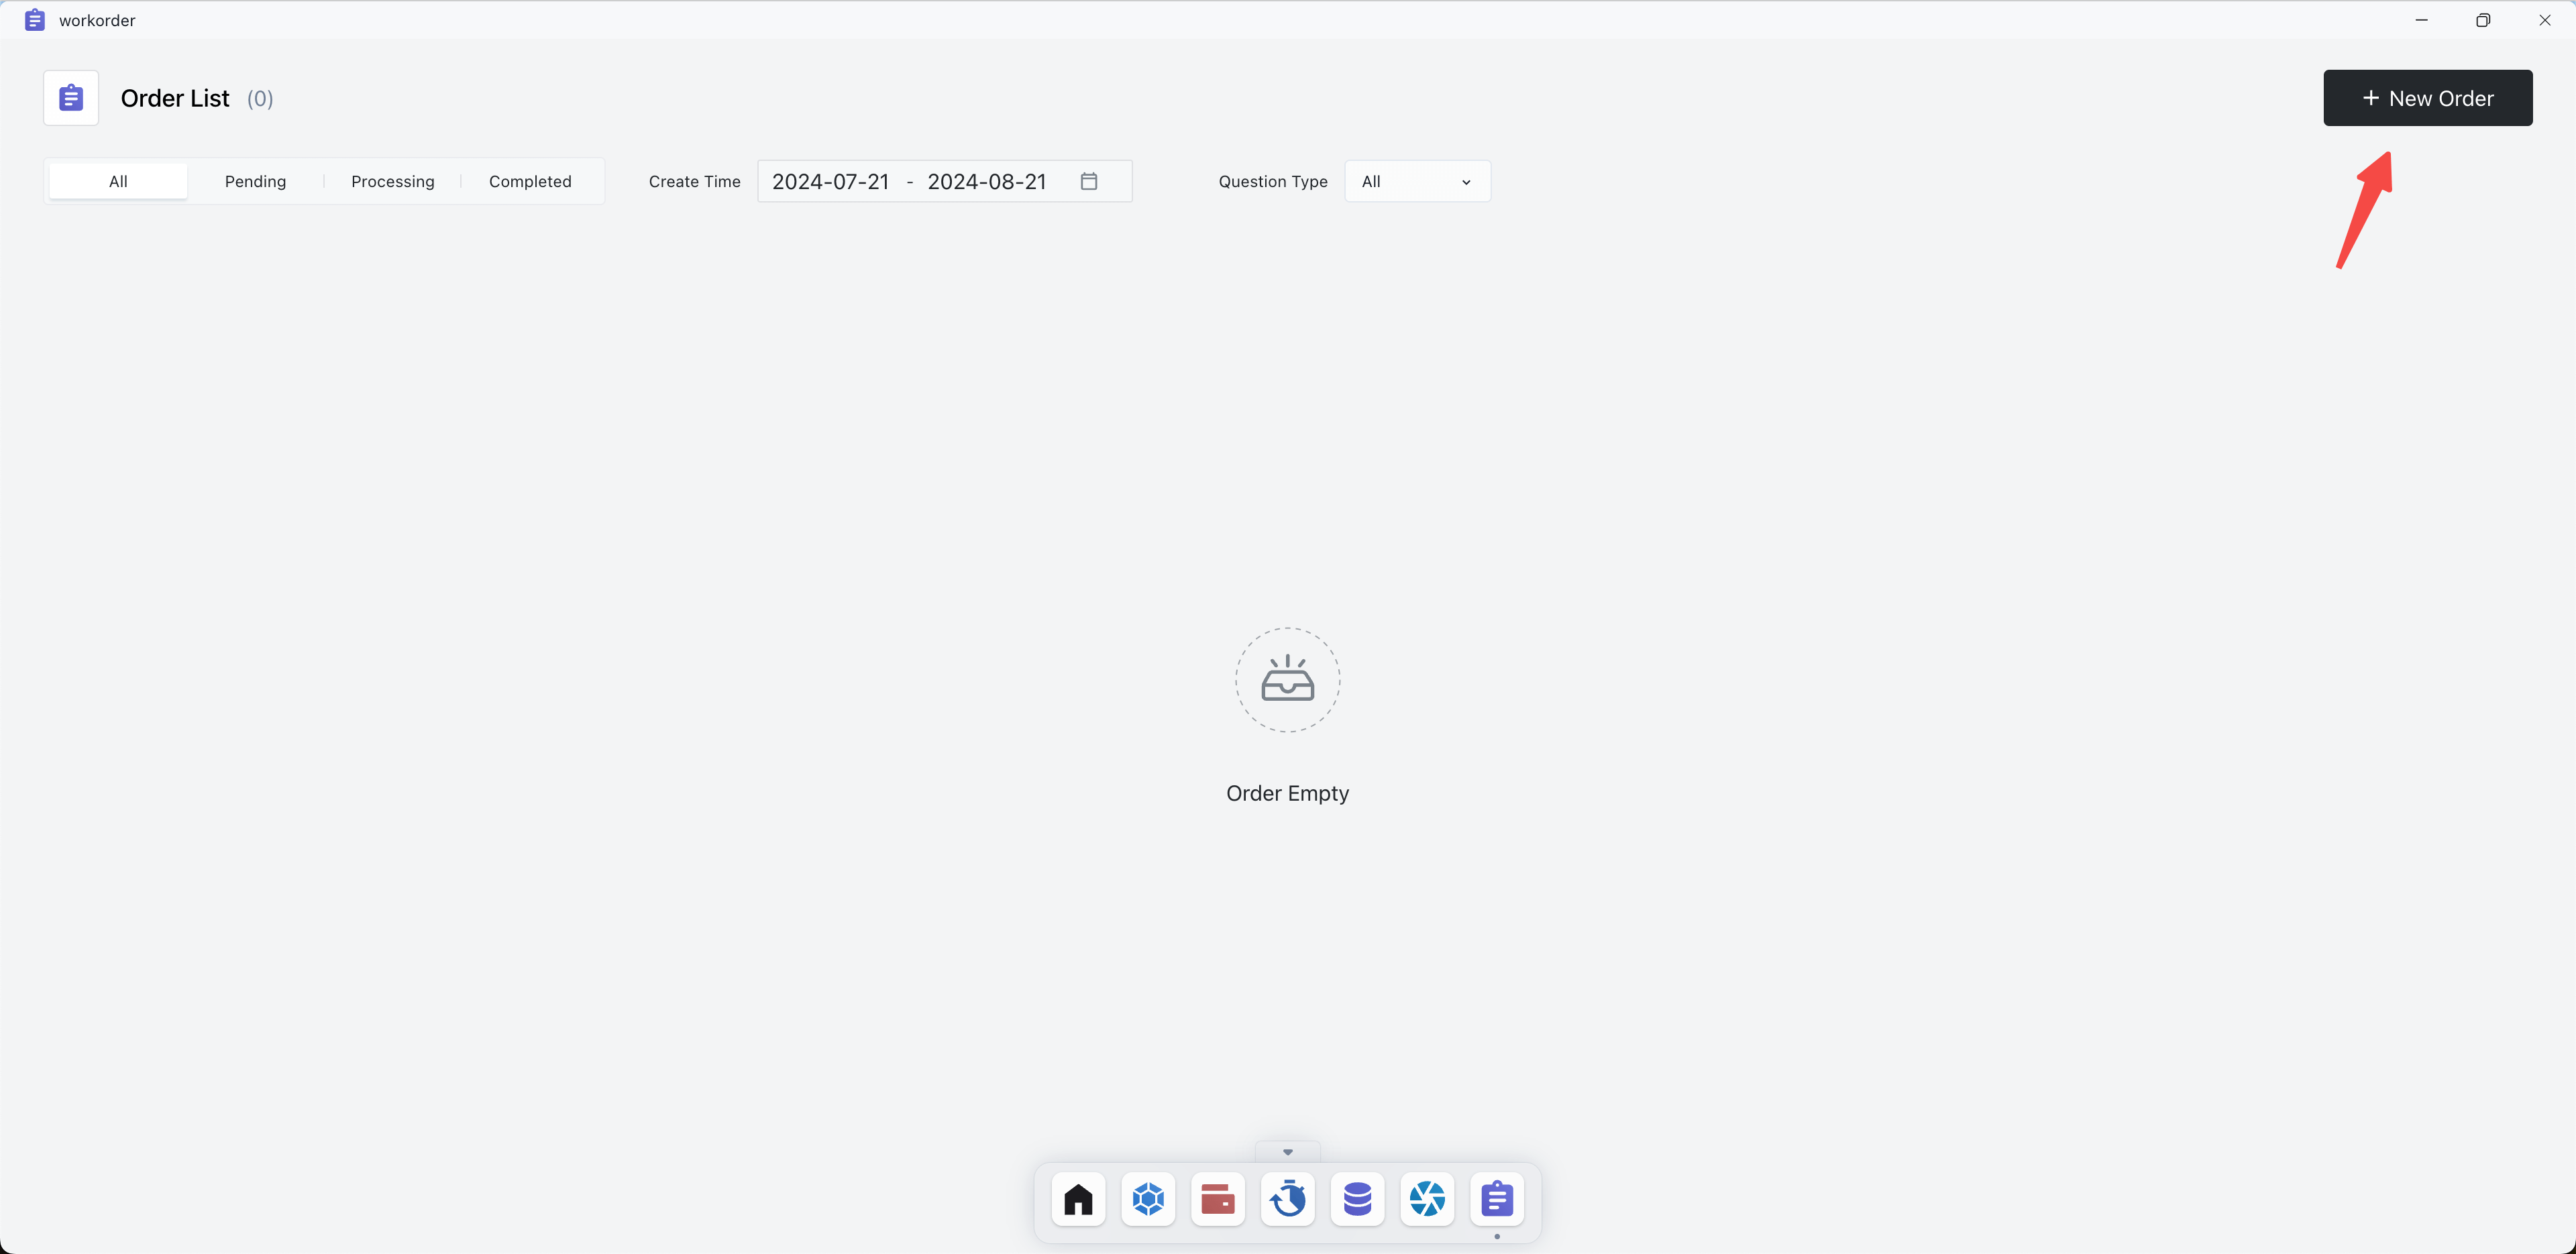 workorder
Order List (0)
+ New Order
All Pending Processing Completed Create Time 2024-07-21 - 2024-08-21 Question Type All
Order Empty